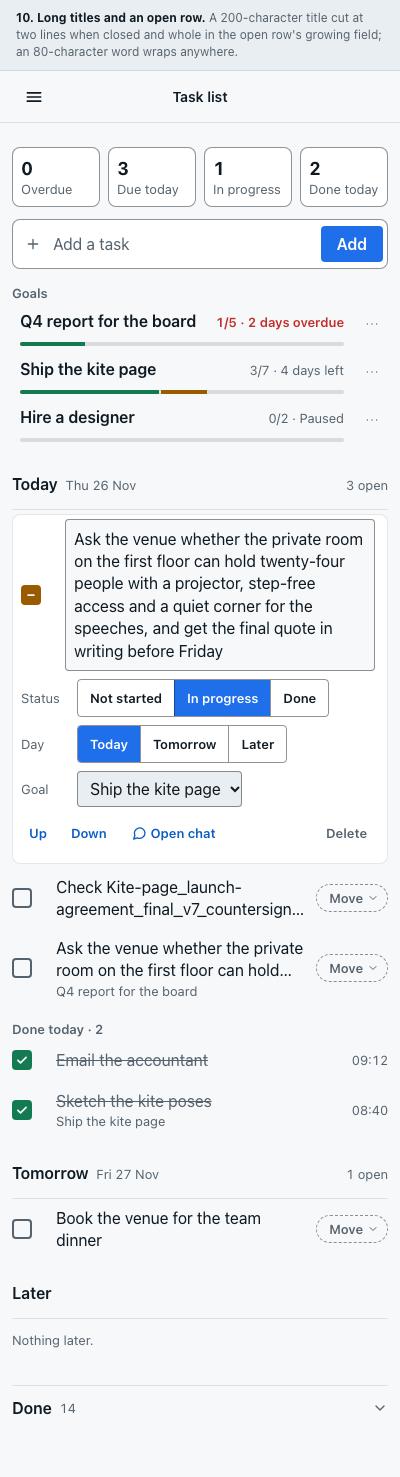 10. Long titles and an open row. A 200-character title cut at
two lines when closed and whole in the open row's growing field;
an 80-character word wraps anywhere.
Task list
0
Overdue
3
Due today
1
In progress
2
Done today
+ Add a task
Add
Goals
Q4 report for the board 1/5 · 2 days overdue ...
Ship the kite page 3/7 · 4 days left ...
Hire a designer 0/2 · Paused ...
Today Thu 26 Nov 3 open
Ask the venue whether the private room
on the first floor can hold twenty-four
people with a projector, step-free
access and a quiet corner for the
speeches, and get the final quote in
writing before Friday
Status Not started In progress Done
Day Today Tomorrow Later
Goal Ship the kite page
Up Down Open chat Delete
Check Kite-page_launch-
agreement_final_v7_countersign...
Move
Ask the venue whether the private
room on the first floor can hold...
Q4 report for the board
Move
Done today · 2
Email the accountant 09:12
Sketch the kite poses
Ship the kite page
08:40
Tomorrow Fri 27 Nov 1 open
Book the venue for the team
dinner
Move
Later
Nothing later.
Done 14